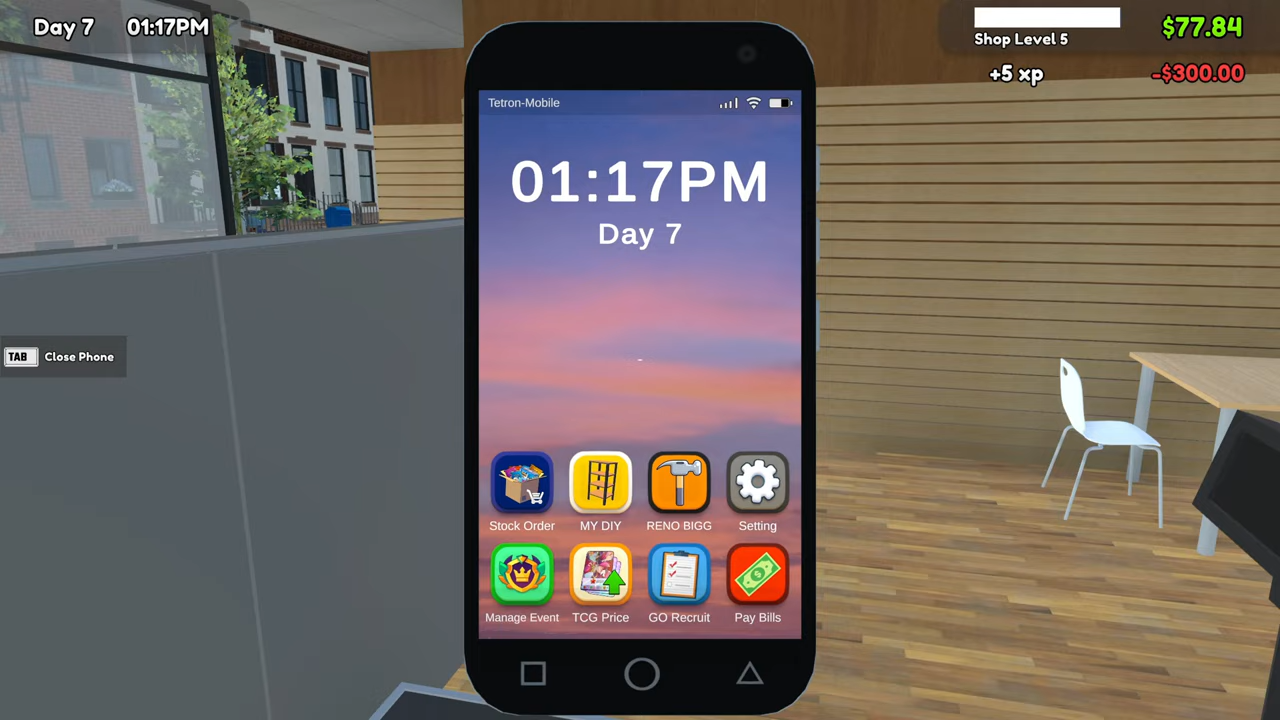 Day 7 01:17PM
Shop Level 5
$77.84
+5 xp
-$300.00
Tetron-Mobile
01:17PM
Day 7
TAB Close Phone
Stock Order
MY DIY
RENO BIGG
Setting
Manage Event
TCG Price
GO Recruit
Pay Bills